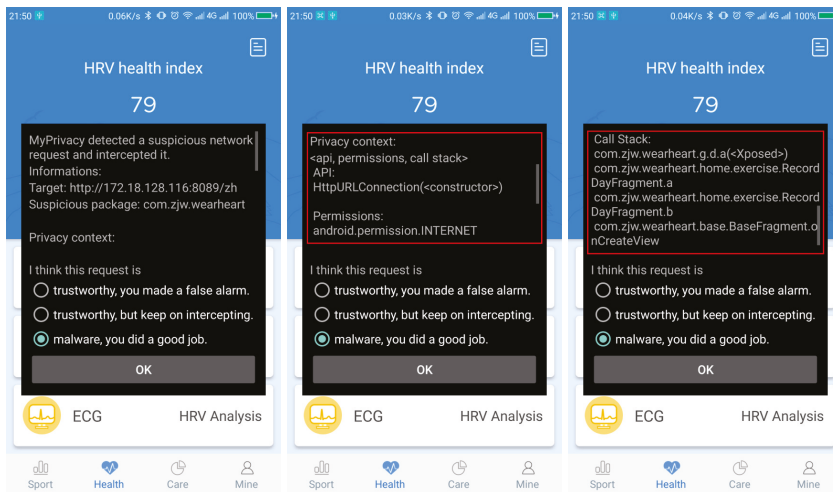 21:50 0.06K/s 4G 100%
HRV health index
79
MyPrivacy detected a suspicious network
request and intercepted it.
Informations:
Target: http://172.18.128.116:8089/zh
Suspicious package: com.zjw.wearheart
Privacy context:
I think this request is
trustworthy, you made a false alarm.
trustworthy, but keep on intercepting.
malware, you did a good job.
OK
ECG HRV Analysis
Sport Health Care Mine
21:50 0.03K/s 4G 100%
HRV health index
79
Privacy context:
<api, permissions, call stack>
API:
HttpURLConnection(<constructor>)
Permissions:
android.permission.INTERNET
I think this request is
trustworthy, you made a false alarm.
trustworthy, but keep on intercepting.
malware, you did a good job.
OK
ECG HRV Analysis
Sport Health Care Mine
21:50 0.04K/s 4G 100%
HRV health index
79
Call Stack:
com.zjw.wearheart.g.d.a(<Xposed>)
com.zjw.wearheart.home.exercise.Record
DayFragment.a
com.zjw.wearheart.home.exercise.Record
DayFragment.b
com.zjw.wearheart.base.BaseFragment.o
nCreateView
I think this request is
trustworthy, you made a false alarm.
trustworthy, but keep on intercepting.
malware, you did a good job.
OK
ECG HRV Analysis
Sport Health Care Mine